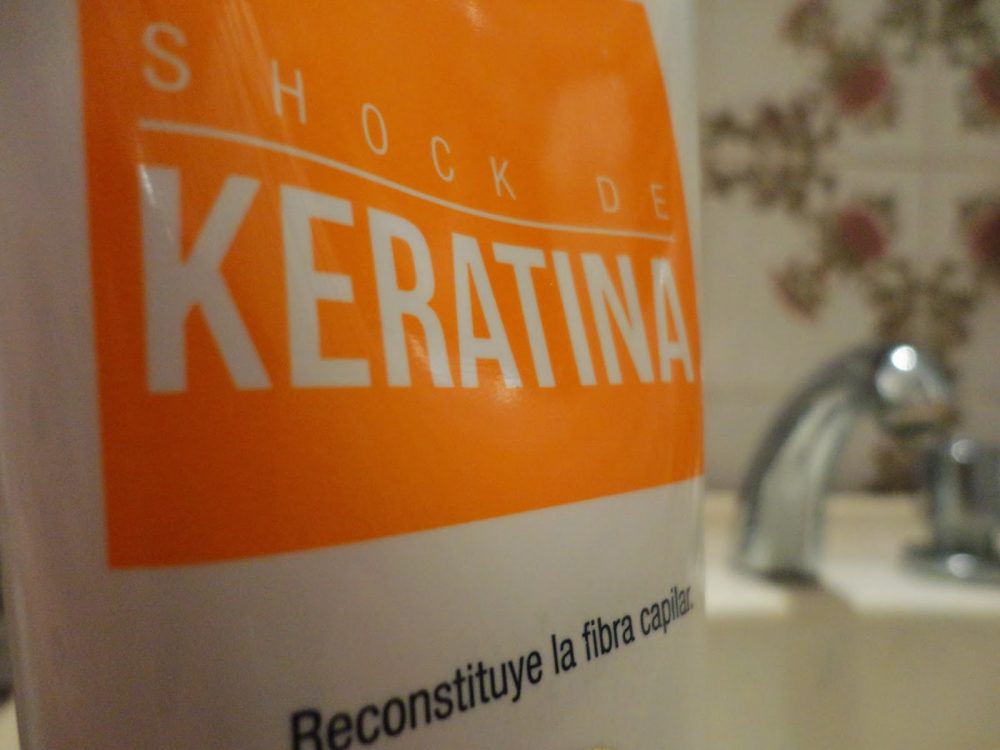 SHOCK DE
KERATINA
Reconstituye la fibra capilar.